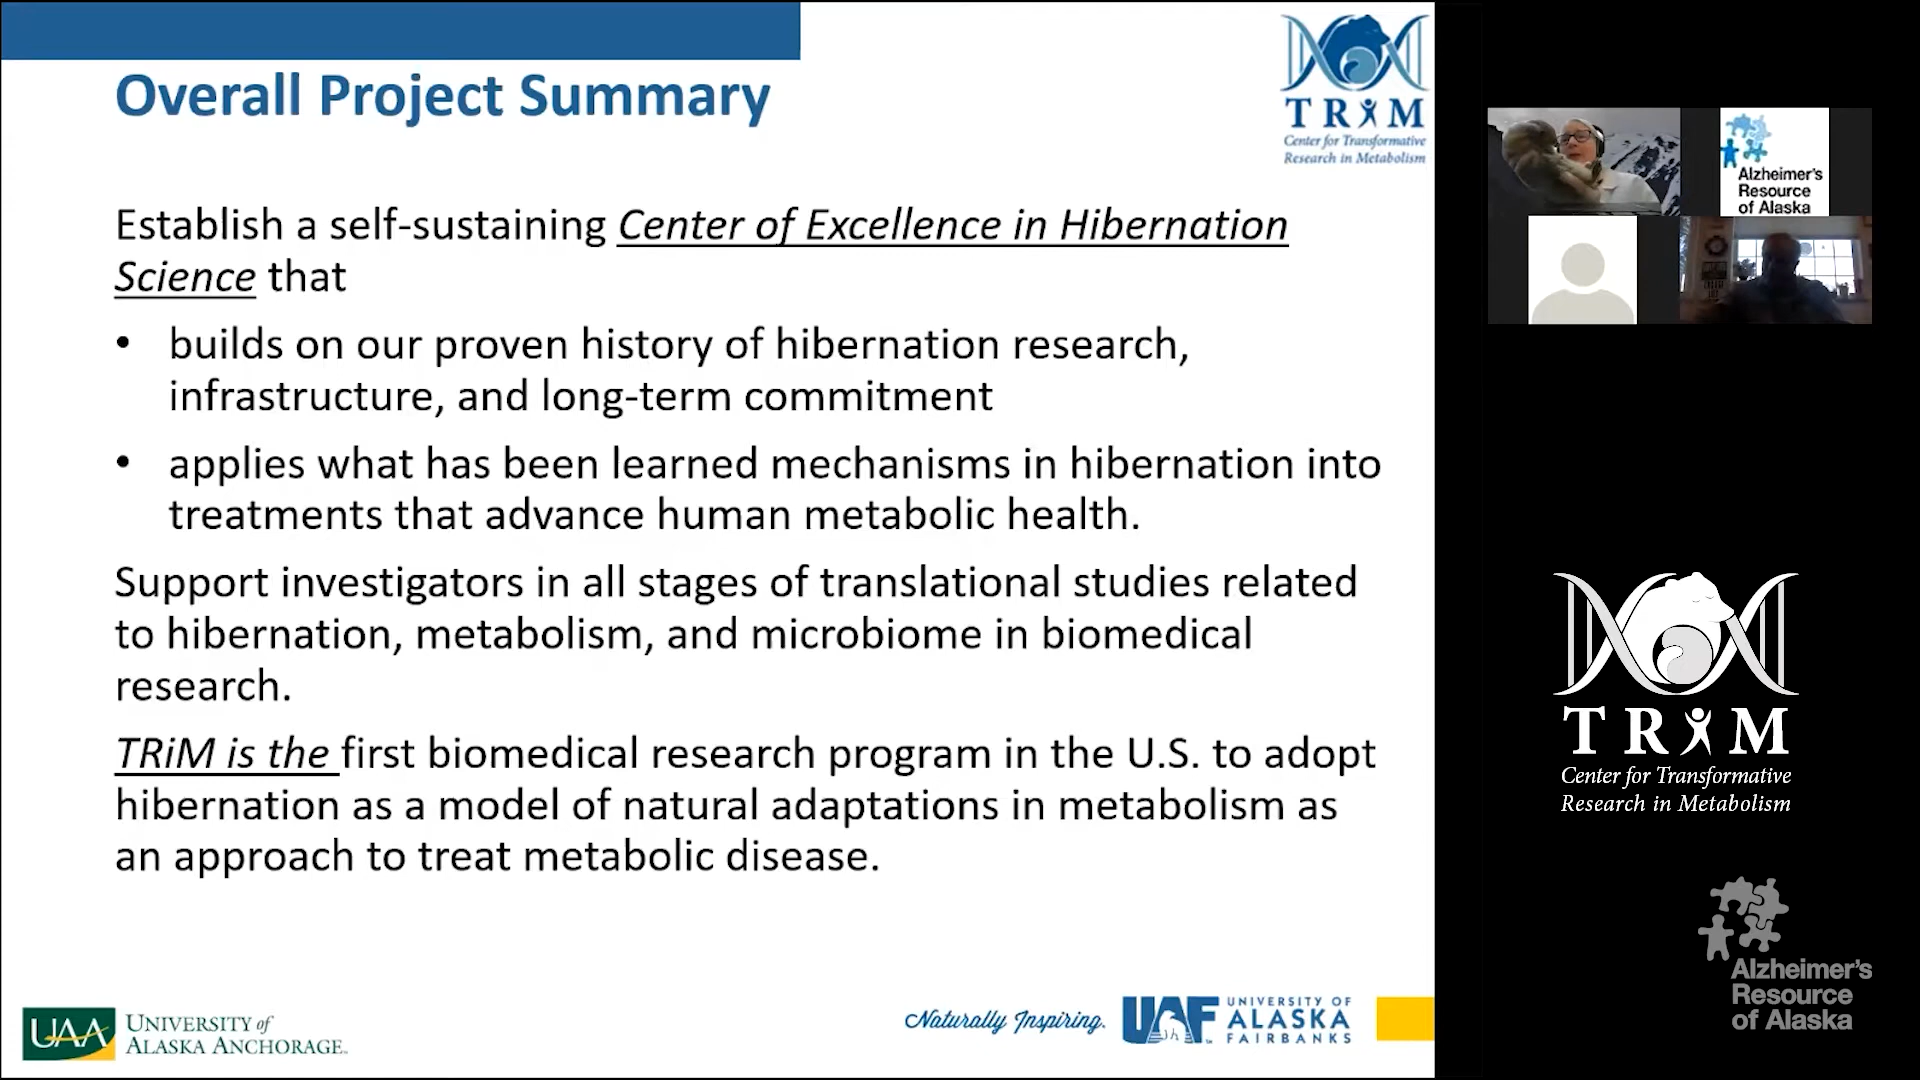 Overall Project Summary
TRiM
Center for Transformative
Research in Metabolism
Establish a self-sustaining Center of Excellence in Hibernation
Science that
• builds on our proven history of hibernation research,
infrastructure, and long-term commitment
• applies what has been learned mechanisms in hibernation into
treatments that advance human metabolic health.
Support investigators in all stages of translational studies related
to hibernation, metabolism, and microbiome in biomedical
research.
TRiM is the first biomedical research program in the U.S. to adopt
hibernation as a model of natural adaptations in metabolism as
an approach to treat metabolic disease.
UAA
UNIVERSITY of
ALASKA ANCHORAGE
Naturally Inspiring.
UAF
UNIVERSITY OF
ALASKA
FAIRBANKS
Alzheimer's
Resource
of Alaska
TRiM
Center for Transformative
Research in Metabolism
Alzheimer's
Resource
of Alaska